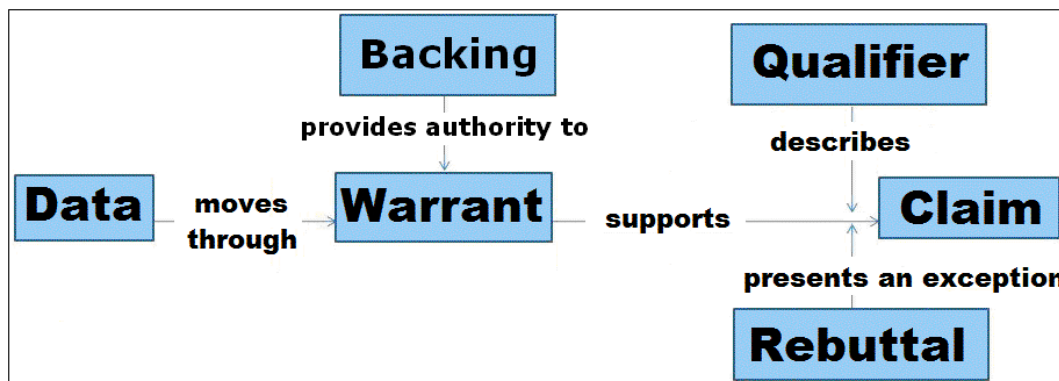 Backing
Qualifier
provides authority to
describes
Data
moves
through
Warrant
supports
Claim
presents an exception
Rebuttal